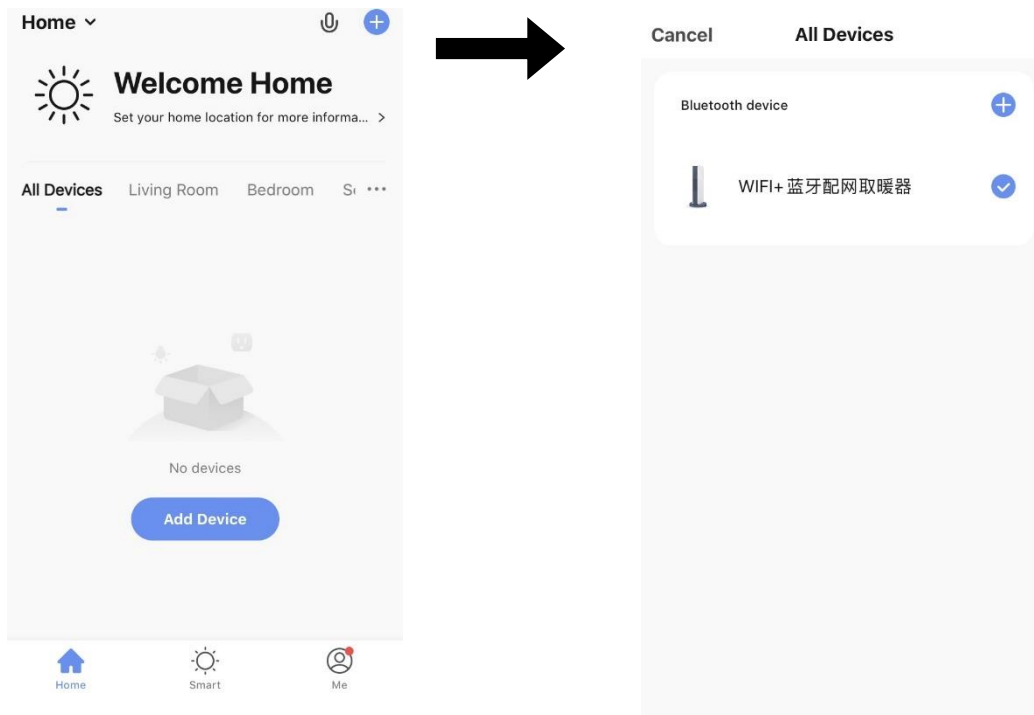 Home
Welcome Home
Set your home location for more informa... >
All Devices Living Room Bedroom S
No devices
Add Device
Home Smart Me
Cancel All Devices
Bluetooth device
WIFI+蓝牙配网取暖器